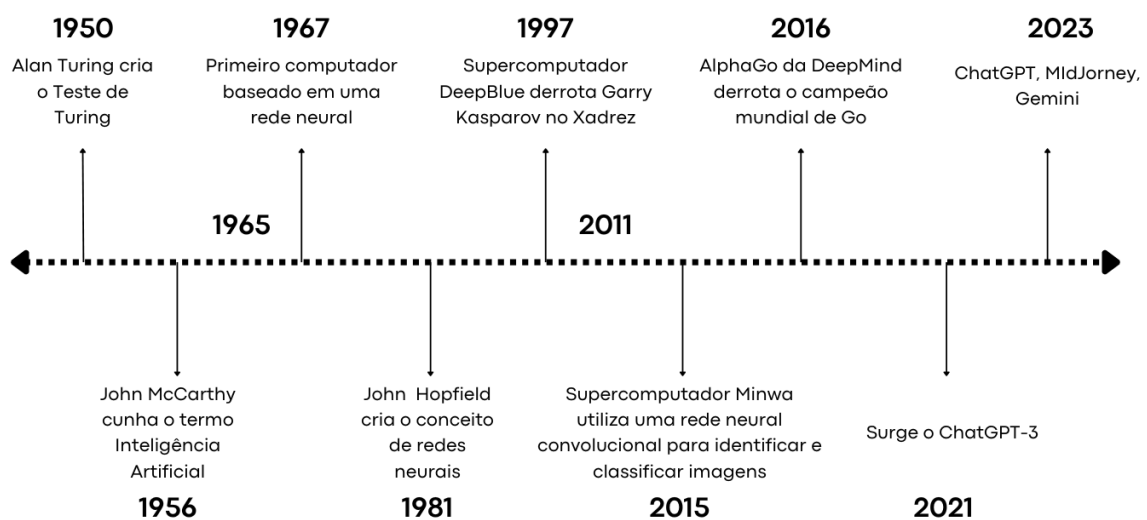 1950
Alan Turing cria
o Teste de
Turing
1967
Primeiro computador
baseado em uma
rede neural
1997
Supercomputador
DeepBlue derrota Garry
Kasparov no Xadrez
2016
AlphaGo da DeepMind
derrota o campeão
mundial de Go
2023
ChatGPT, MIdJorney,
Gemini
1965
2011
John McCarthy
cunha o termo
Inteligência
Artificial
1956
John Hopfield
cria o conceito
de redes
neurais
1981
Supercomputador Minwa
utiliza uma rede neural
convolucional para identificar e
classificar imagens
2015
Surge o ChatGPT-3
2021